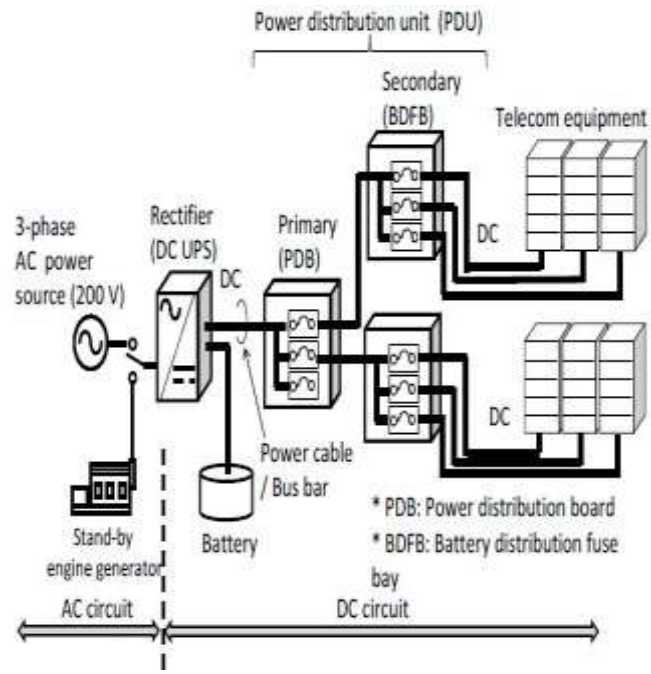 Power distribution unit (PDU)
Secondary
(BDFB)
Telecom equipment
3-phase
AC power
source (200 V)
Rectifier
(DC UPS)
Primary
(PDB)
DC
DC
DC
Power cable
/ Bus bar
Battery
Stand-by
engine generator
* PDB: Power distribution board
* BDFB: Battery distribution fuse
bay
AC circuit
DC circuit